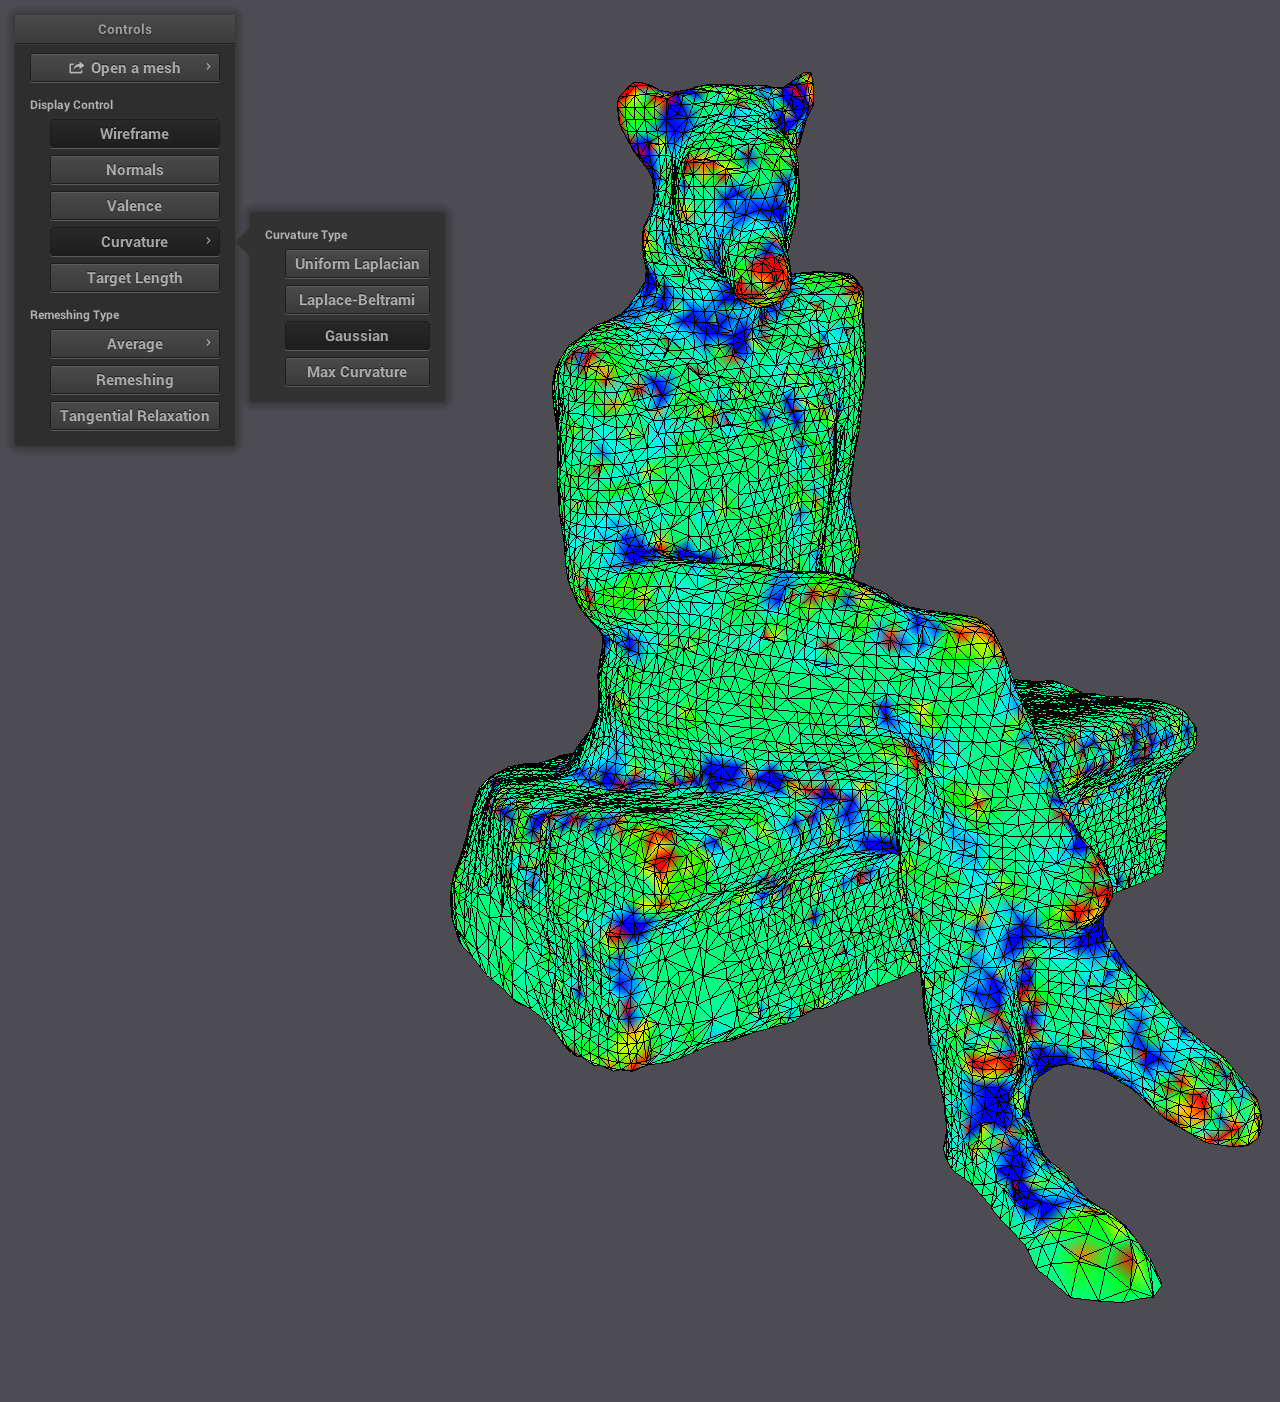 Controls
Open a mesh
Display Control
Wireframe
Normals
Valence
Curvature
Target Length
Remeshing Type
Average
Remeshing
Tangential Relaxation
Curvature Type
Uniform Laplacian
Laplace-Beltrami
Gaussian
Max Curvature